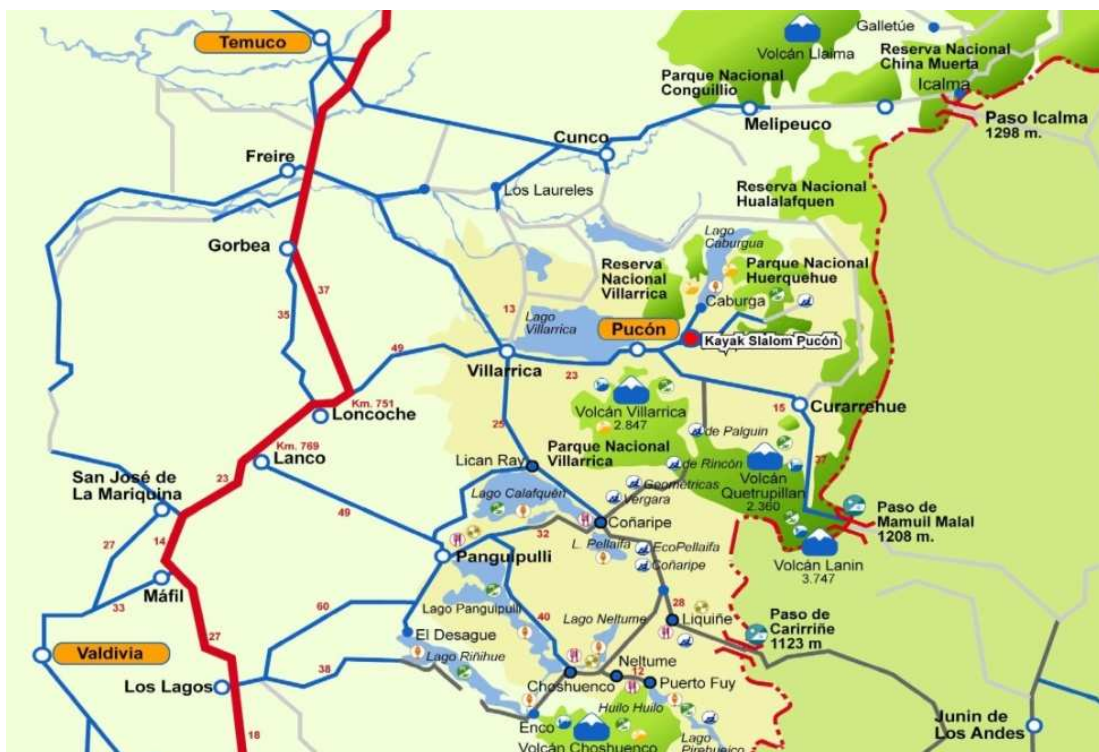 Temuco
Volcán Llaima
Galletúe
Reserva Nacional
China Muerta
Icalma
Parque Nacional
Conguillio
Melipeuco
Paso Icalma
1298 m.
Cunco
Freire
Los Laureles
Reserva Nacional
Hualalafquen
Gorbea
Lago
Caburgua
Reserva
Nacional
Villarrica
Parque Nacional
Huerquehue
Caburga
37
35
13
Lago
Villarrica
Pucón
Kayak Slalom Pucón
49
Villarrica
23
Km. 751
Loncoche
Volcán Villarrica
2.847
15
Curarrehue
25
de Palguin
Km. 769
Lanco
Parque Nacional
Villarrica
Lican Ray
de Rincón
Volcán
Quetrupillan
2.360
37
San José de
La Mariquina
23
Lago Calafquén
Geométricas
Vergara
Paso de
Mamuil Malal
1208 m.
49
32
Coñaripe
14
27
Panguipulli
L. Pellaifa
EcoPellaifa
Coñaripe
Volcán Lanin
3.747
Máfil
33
60
Lago Panguipulli
40
Lago Neltume
28
Liquiñe
Paso de
Carirriñe
1123 m
El Desague
Valdivia
27
38
Lago Riñihue
Neltume
12
Los Lagos
Choshuenco
Puerto Fuy
Huilo Huilo
Enco
18
Volcán Choshuenco
Lago
Pirehueico
Junin de
Los Andes